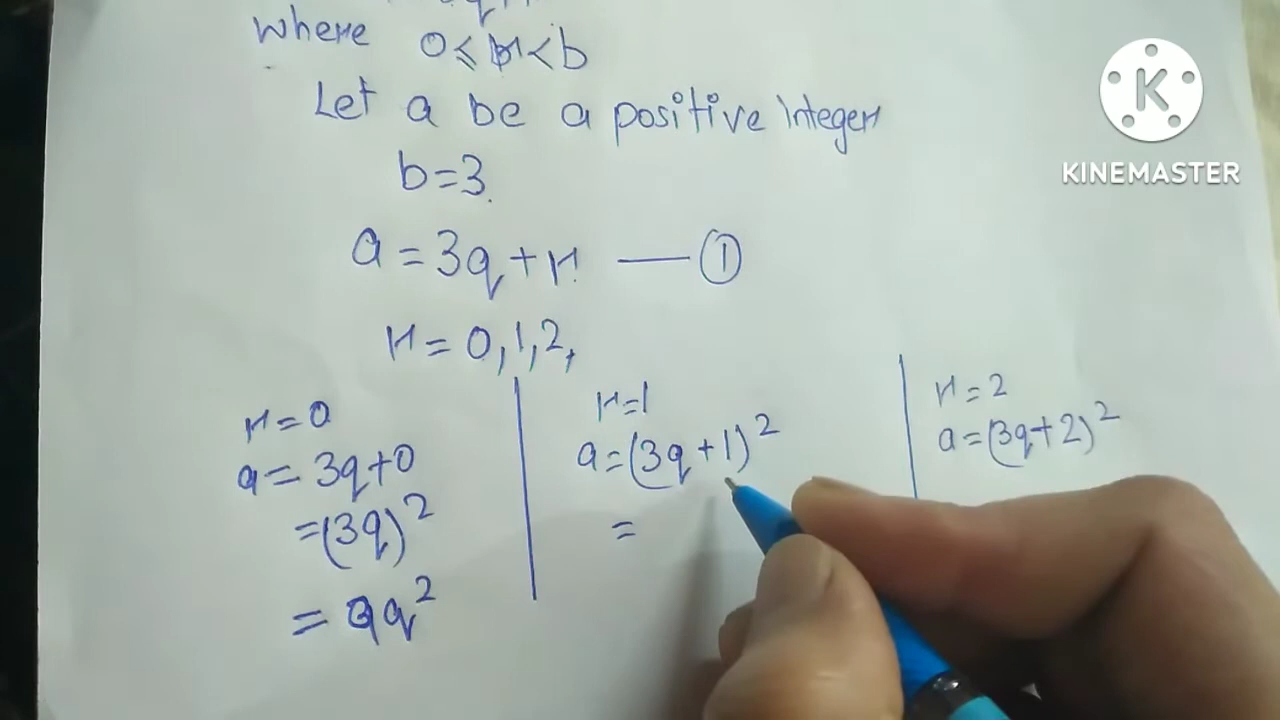 where 0≤r<b
Let a be a positive Integer
b=3.
a=3q+r. —— ①
r=0,1,2,
r=0
a=3q+0
=(3q)²
=9q²
r=1
a=(3q+1)²
=
r=2
a=(3q+2)²
K
KINEMASTER